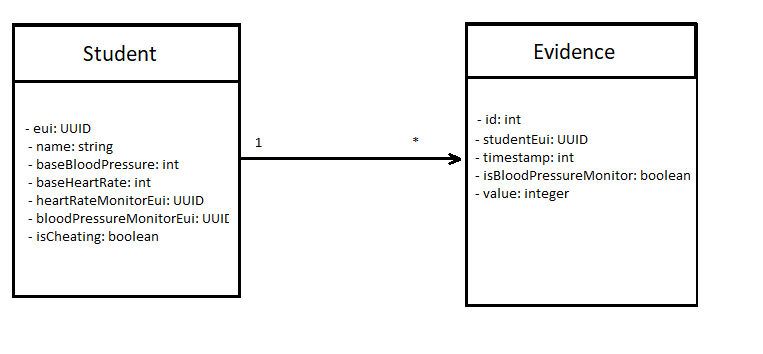 Student
- eui: UUID
- name: string
- baseBloodPressure: int
- baseHeartRate: int
- heartRateMonitorEui: UUID
- bloodPressureMonitorEui: UUID
- isCheating: boolean
1
*
Evidence
- id: int
- studentEui: UUID
- timestamp: int
- isBloodPressureMonitor: boolean
- value: integer